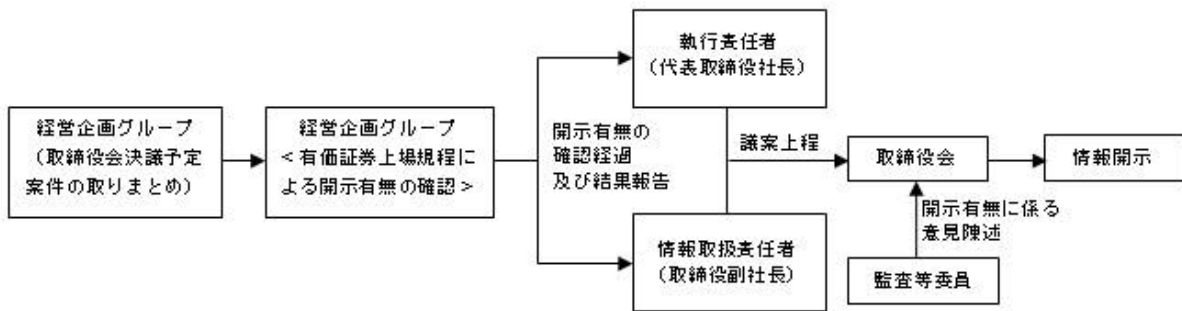 経営企画グループ
（取締役会決議予定
案件の取りまとめ）
経営企画グループ
＜有価証券上場規程に
よる開示有無の確認＞
開示有無の
確認経過
及び結果報告
執行責任者
（代表取締役社長）
情報取扱責任者
（取締役副社長）
議案上程
取締役会
情報開示
開示有無に係る
意見陳述
監査等委員